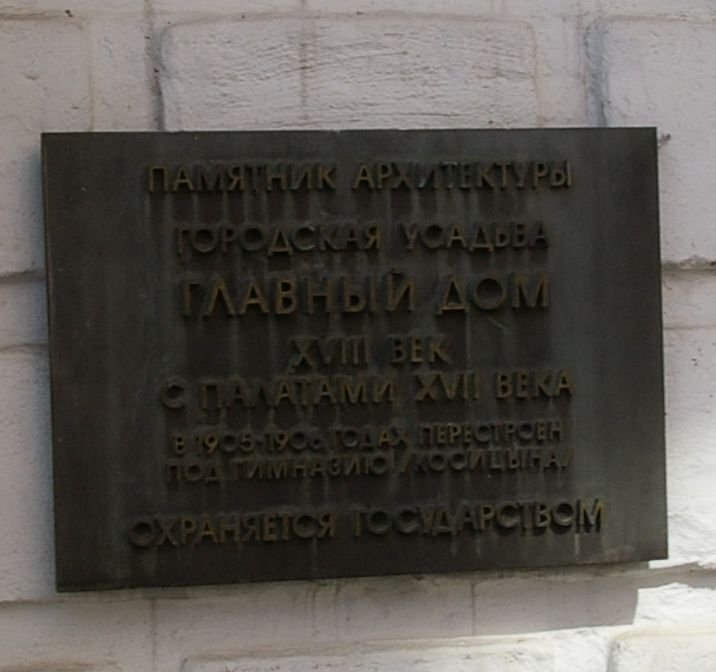 ПАМЯТНИК АРХИТЕКТУРЫ
ГОРОДСКАЯ УСАДЬБА
ГЛАВНЫЙ ДОМ
XVIII ВЕК
С ПАЛАТАМИ XVII ВЕКА
В 1905-1906 ГОДАХ ПЕРЕСТРОЕН
ПОД ГИМНАЗИЮ /КОСИЦЫНА/
ОХРАНЯЕТСЯ ГОСУДАРСТВОМ